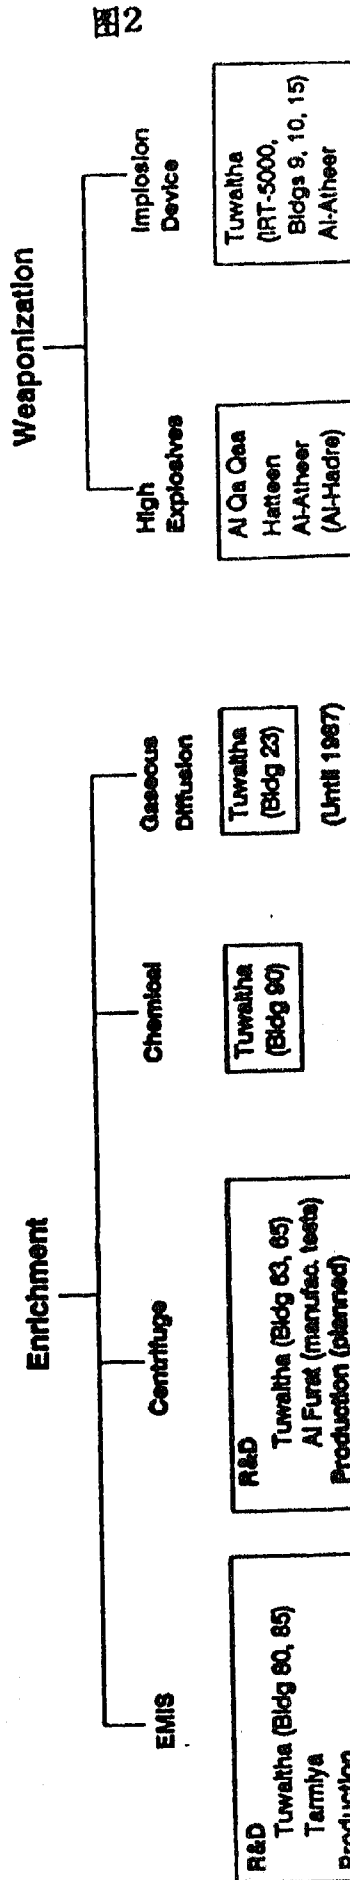 圖2
Enrichment
EMIS
Centrifuge
Chemical
Gaseous
Diffusion
R&D
Tuwaitha (Bldg 80, 85)
Tarmiya
Production
R&D
Tuwaitha (Bldg 63, 65)
Al Furat (manufac. tests)
Production (planned)
Tuwaitha
(Bldg 90)
Tuwaitha
(Bldg 23)
(Until 1987)
Weaponization
High
Explosives
Implosion
Device
Al Qa Qaa
Hatteen
Al-Atheer
(Al-Hadre)
Tuwaitha
(IRT-5000,
Bldgs 9, 10, 15)
Al-Atheer